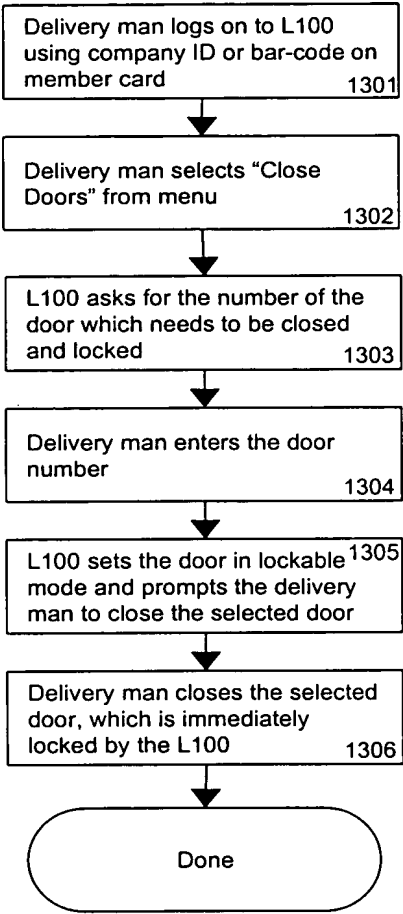 Delivery man logs on to L100
using company ID or bar-code on
member card
1301
Delivery man selects “Close
Doors” from menu
1302
L100 asks for the number of the
door which needs to be closed
and locked
1303
Delivery man enters the door
number
1304
L100 sets the door in lockable 1305
mode and prompts the delivery
man to close the selected door
Delivery man closes the selected
door, which is immediately
locked by the L100
1306
Done